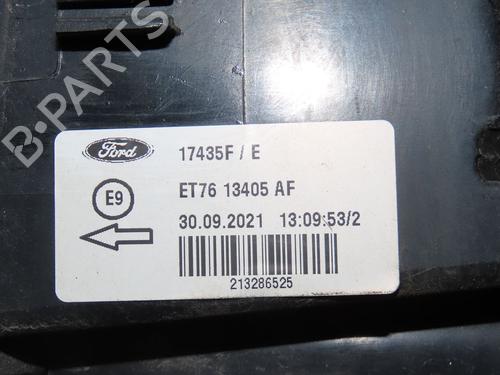 B-PARTS
Ford
17435F / E
E9
ET76 13405 AF
30.09.2021 13:09:53/2
213286525